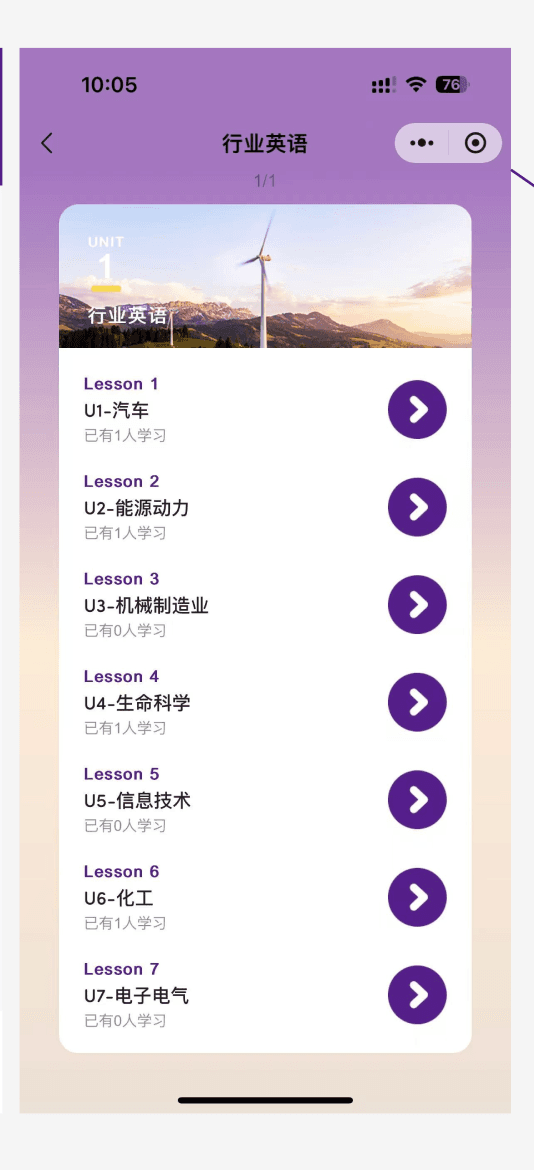 10:05
76
行业英语
1/1
UNIT
1
行业英语
Lesson 1
U1-汽车
已有1人学习
Lesson 2
U2-能源动力
已有1人学习
Lesson 3
U3-机械制造业
已有0人学习
Lesson 4
U4-生命科学
已有1人学习
Lesson 5
U5-信息技术
已有0人学习
Lesson 6
U6-化工
已有1人学习
Lesson 7
U7-电子电气
已有0人学习